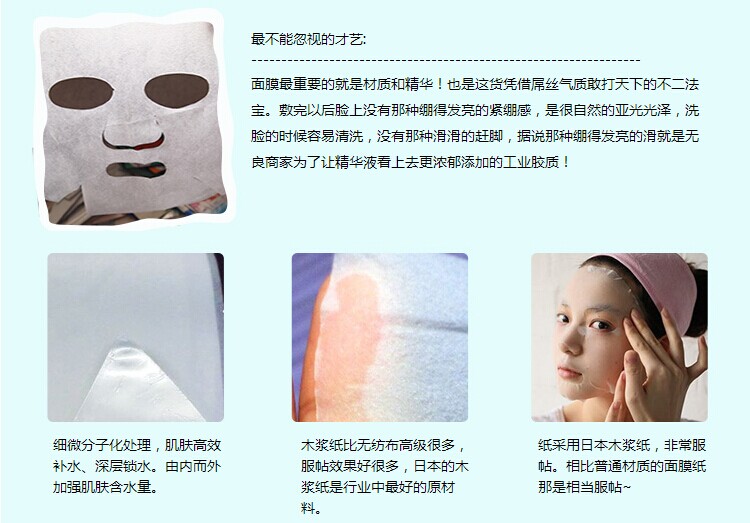 最不能忽视的才艺:
-----------------------------------------------------------------
面膜最重要的就是材质和精华！也是这货凭借屌丝气质敢打天下的不二法
宝。敷完以后脸上没有那种绷得发亮的紧绷感，是很自然的亚光光泽，洗
脸的时候容易清洗，没有那种滑滑的赶脚，据说那种绷得发亮的滑就是无
良商家为了让精华液看上去更浓郁添加的工业胶质！
细微分子化处理，肌肤高效
补水、深层锁水。由内而外
加强肌肤含水量。
木浆纸比无纺布高级很多，
服帖效果好很多，日本的木
浆纸是行业中最好的原材
料。
纸采用日本木浆纸，非常服
帖。相比普通材质的面膜纸
那是相当服帖~